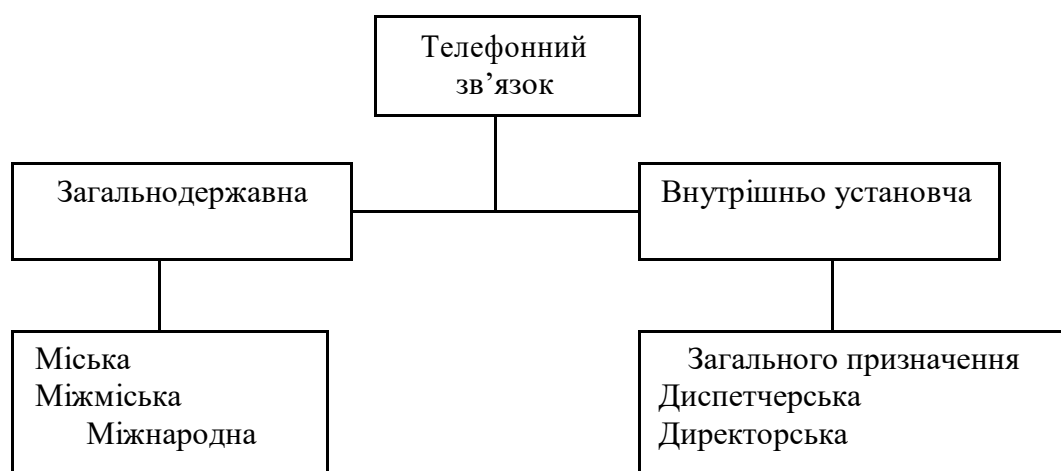 Телефонний
зв’язок
Загальнодержавна
Внутрішньо установча
Міська
Міжміська
Міжнародна
Загального призначення
Диспетчерська
Директорська